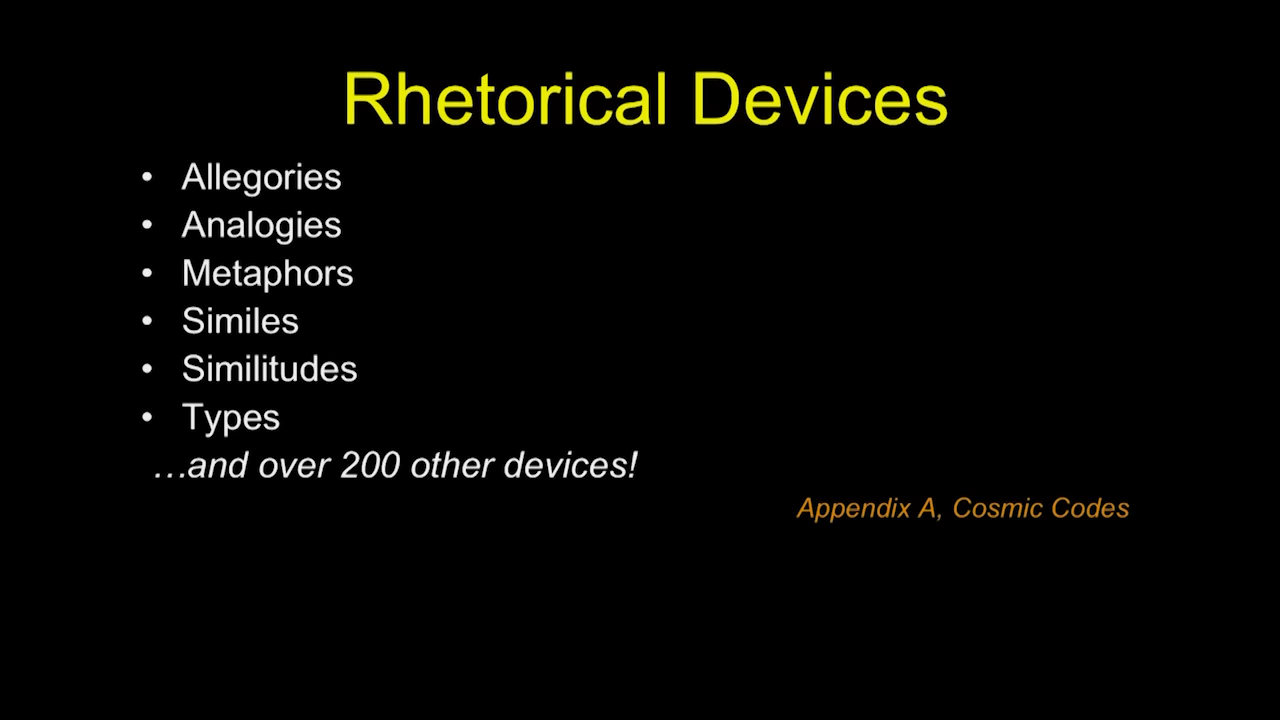 Rhetorical Devices
• Allegories
• Analogies
• Metaphors
• Similes
• Similitudes
• Types
…and over 200 other devices!
Appendix A, Cosmic Codes